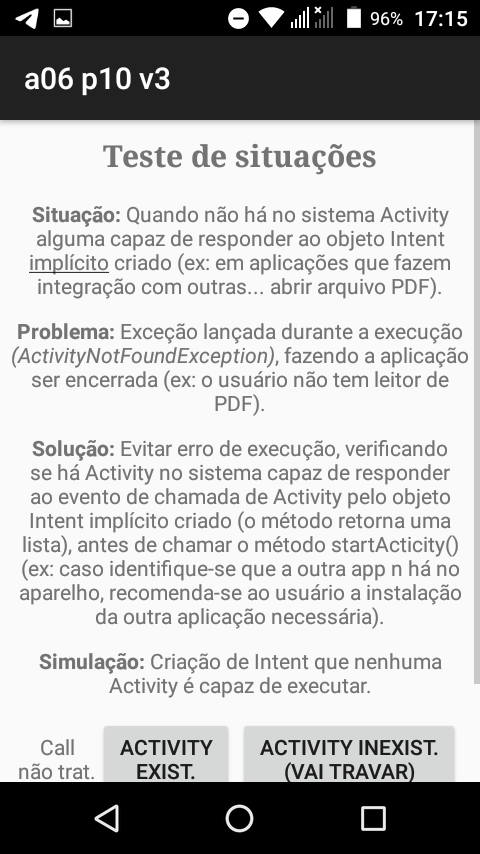 96% 17:15
a06 p10 v3
Teste de situações
Situação: Quando não há no sistema Activity
alguma capaz de responder ao objeto Intent
implícito criado (ex: em aplicações que fazem
integração com outras... abrir arquivo PDF).
Problema: Exceção lançada durante a execução
(ActivityNotFoundException), fazendo a aplicação
ser encerrada (ex: o usuário não tem leitor de
PDF).
Solução: Evitar erro de execução, verificando
se há Activity no sistema capaz de responder
ao evento de chamada de Activity pelo objeto
Intent implícito criado (o método retorna uma
lista), antes de chamar o método startActicity()
(ex: caso identifique-se que a outra app n há no
aparelho, recomenda-se ao usuário a instalação
da outra aplicação necessária).
Simulação: Criação de Intent que nenhuma
Activity é capaz de executar.
Call
não trat.
ACTIVITY
EXIST.
ACTIVITY INEXIST.
(VAI TRAVAR)